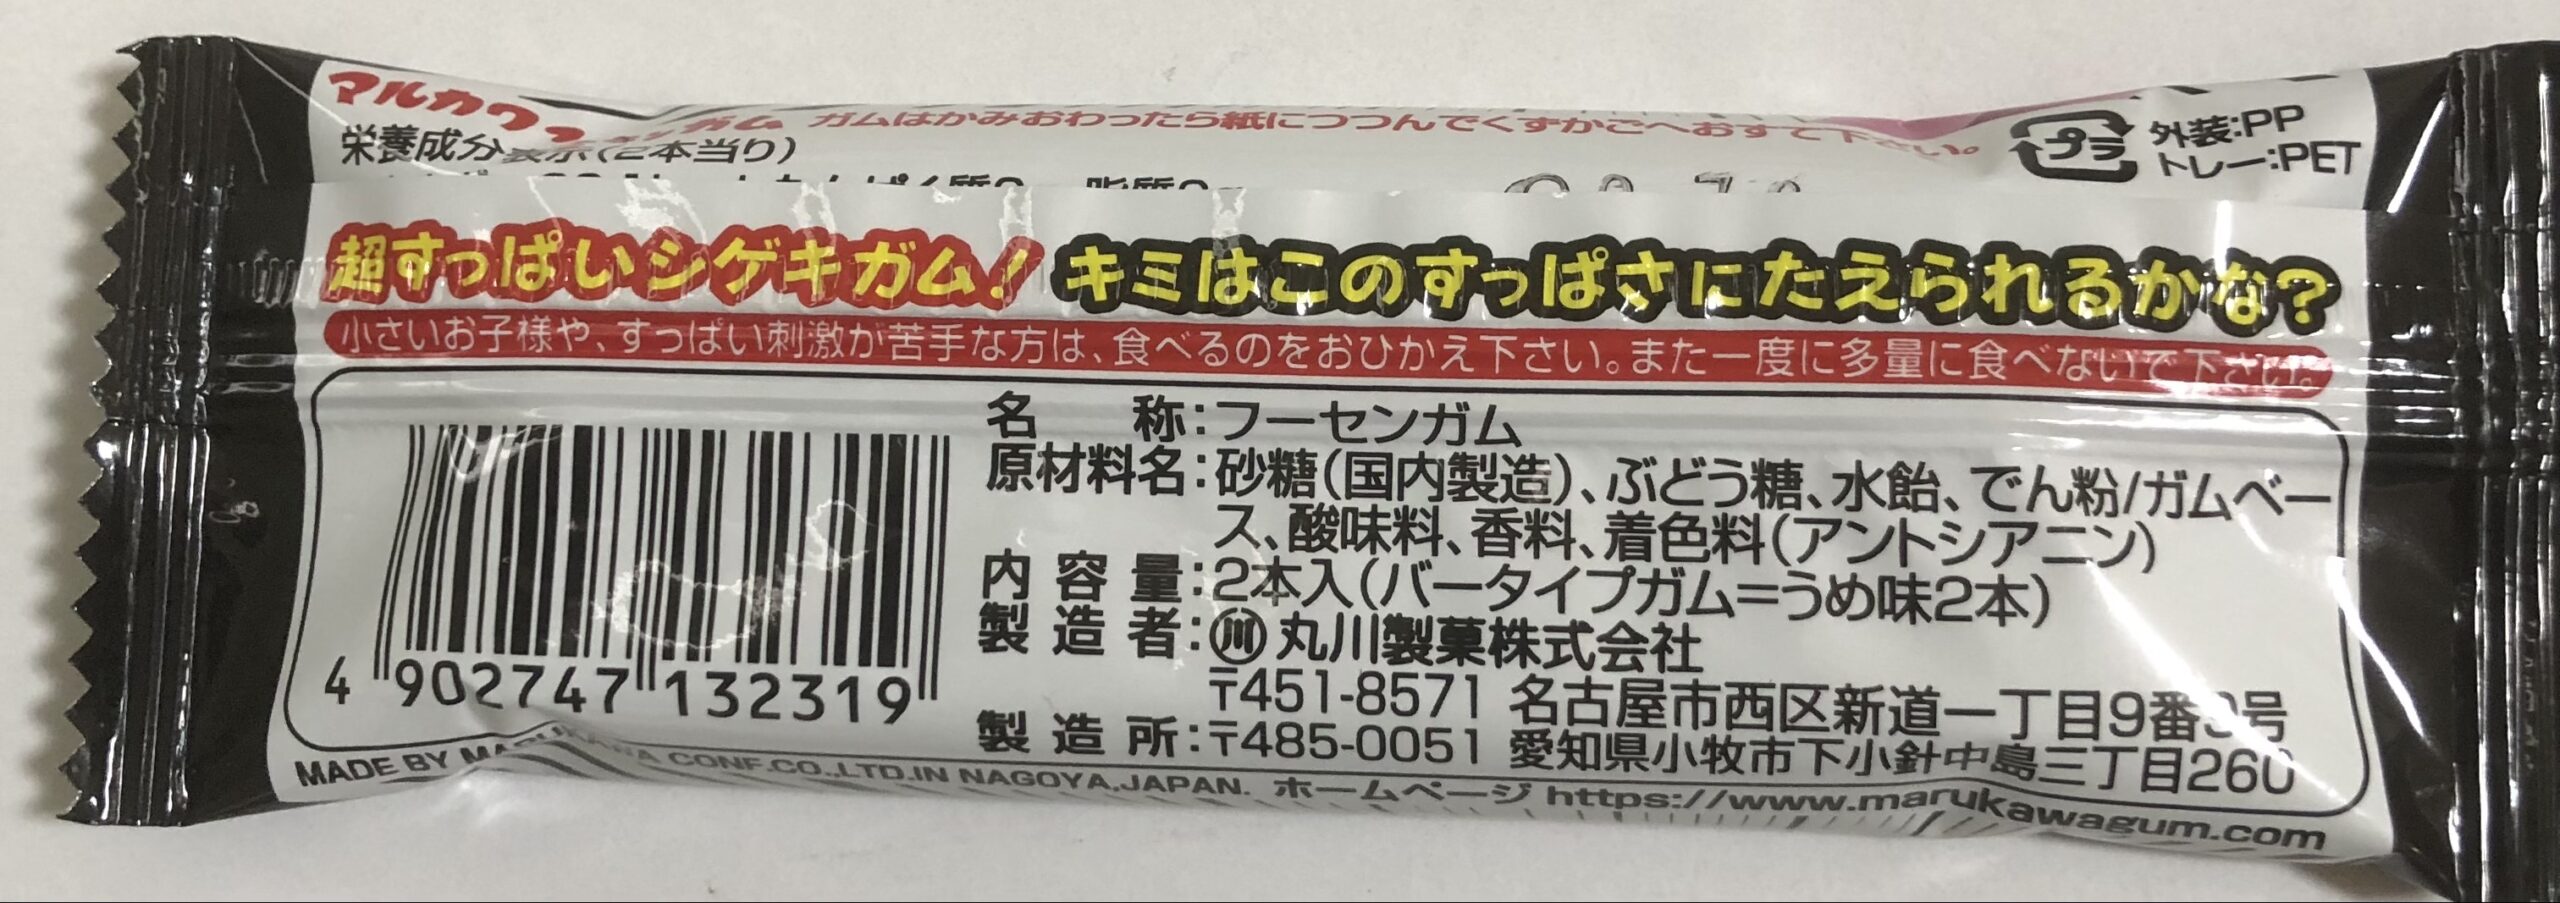 マルカワフーセンガム ガムはかみおわったら紙につつんでくずかごへおすて下さい。
栄養成分表示(2本当り)
プラ 外装:PP
トレー:PET
超すっぱいシゲキガム! キミはこのすっぱさにたえられるかな?
小さいお子様や、すっぱい刺激が苦手な方は、食べるのをおひかえ下さい。また一度に多量に食べないで下さい。
名 称:フーセンガム
原材料名:砂糖(国内製造)、ぶどう糖、水飴、でん粉/ガムベー
ス、酸味料、香料、着色料(アントシアニン)
内容量:2本入(バータイプガム=うめ味2本)
製造者:川 丸川製菓株式会社
〒451-8571 名古屋市西区新道一丁目9番9号
製造所:〒485-0051 愛知県小牧市下小針中島三丁目260
4 902747 132319
MADE BY MARUKAWA CONF.CO.,LTD.IN NAGOYA,JAPAN. ホームページ https://www.marukawagum.com